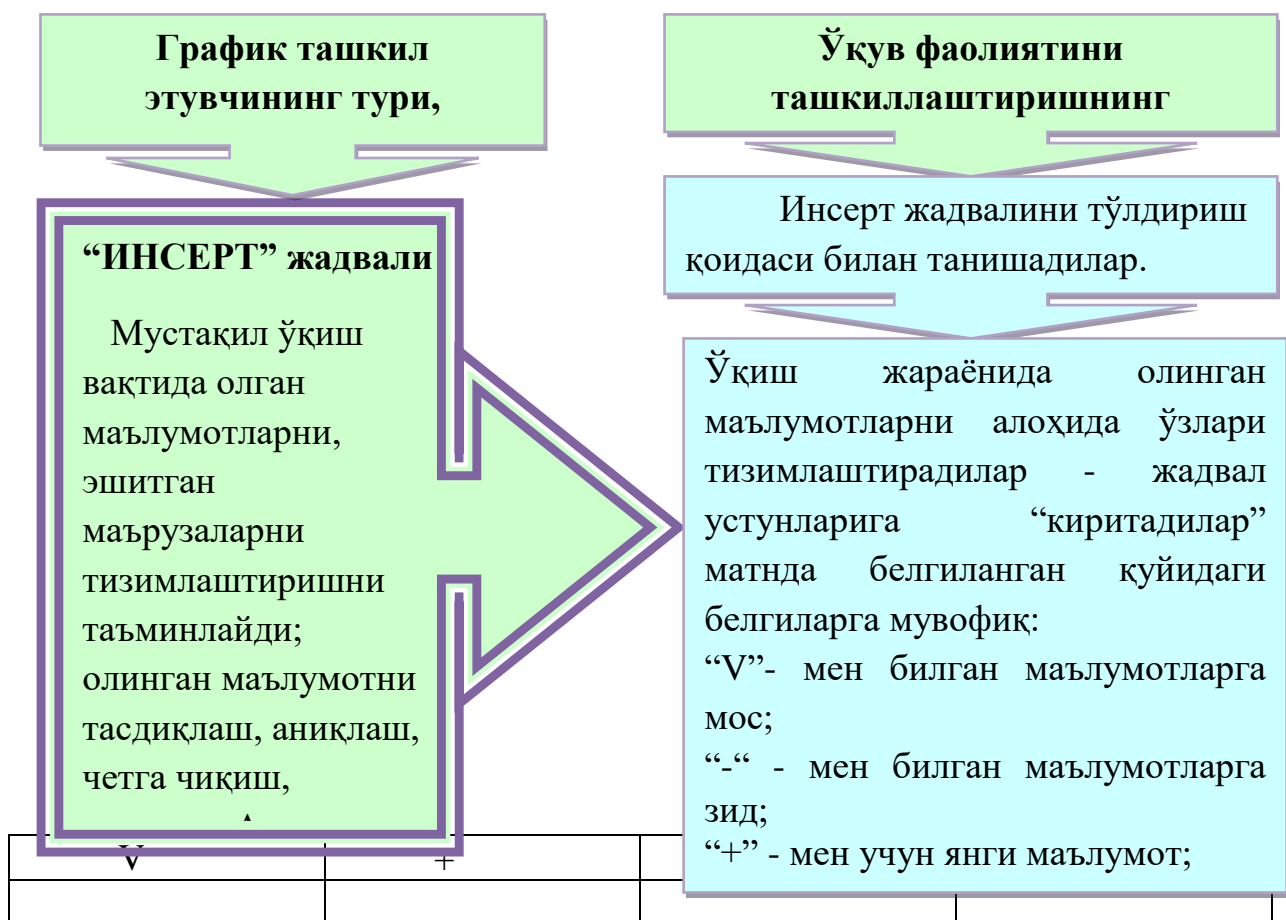 График ташкил
этувчининг тури,
Ўқув фаолиятини
ташкиллаштиришнинг
“ИНСЕРТ” жадвали
Мустақил ўқиш
вақтида олган
маълумотларни,
эшитган
маърузаларни
тизимлаштиришни
таъминлайди;
олинган маълумотни
тасдиқлаш, аниқлаш,
четга чиқиш,
Инсерт жадвалини тўлдириш
қоидаси билан танишадилар.
Ўқиш жараёнида олинган
маълумотларни алоҳида ўзлари
тизимлаштирадилар - жадвал
устунларига “киритадилар”
матнда белгиланган қуйидаги
белгиларга мувофиқ:
“V”- мен билган маълумотларга
мос;
“-“ - мен билган маълумотларга
зид;
“+” - мен учун янги маълумот;
V +